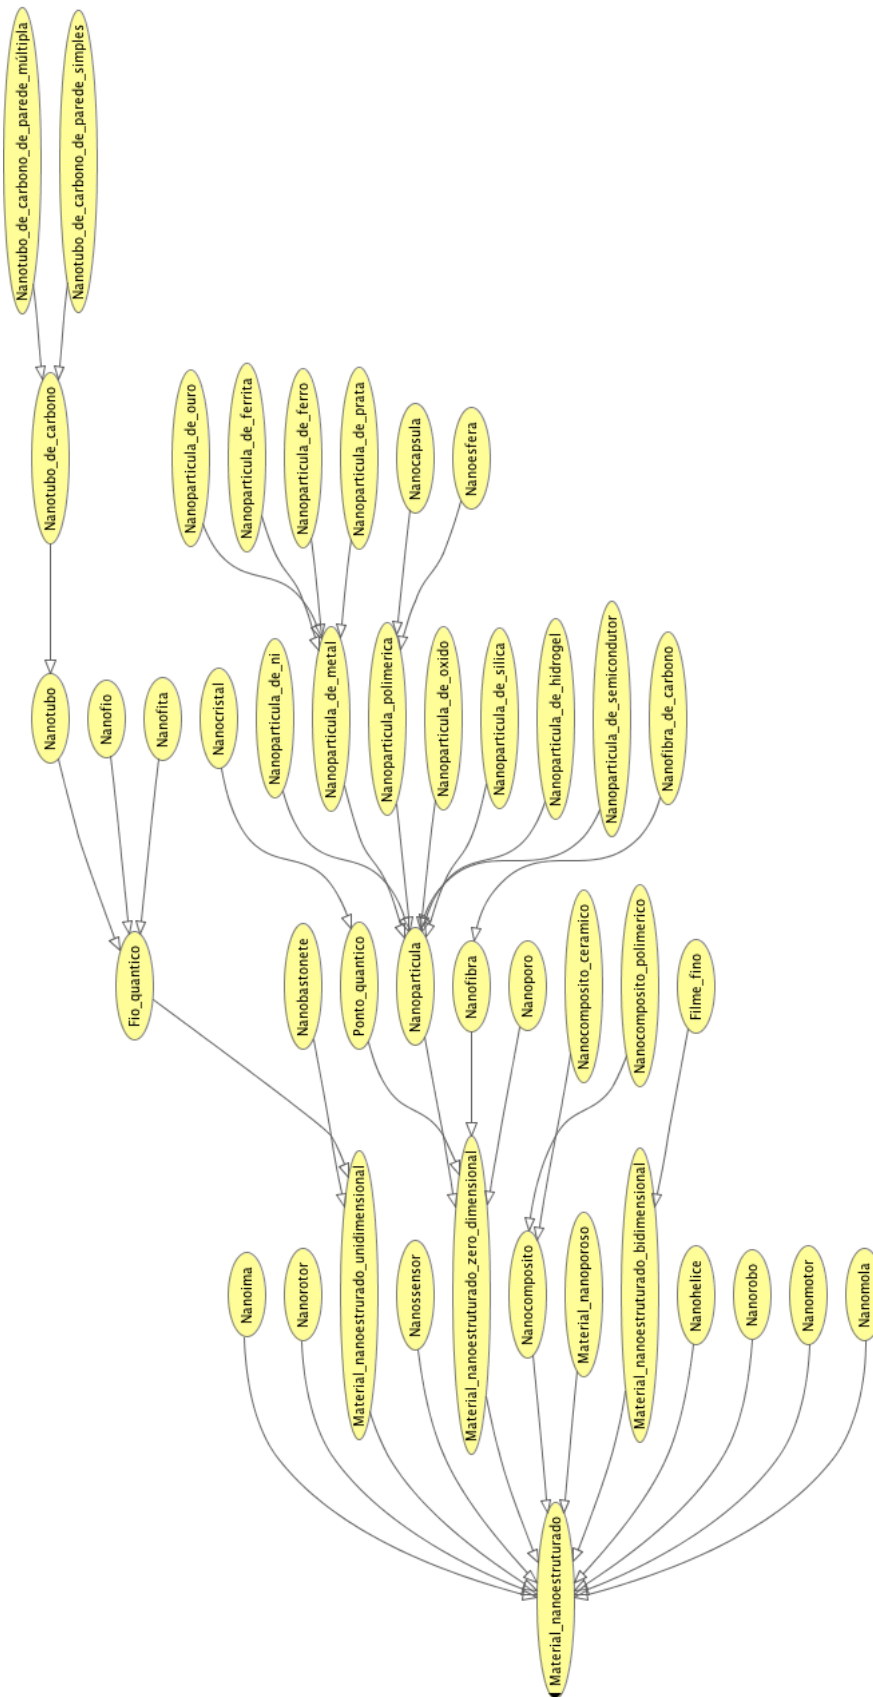 Nanotubo_de_carbono_de_parede_múltipla
Nanotubo_de_carbono_de_parede_simples
Nanotubo_de_carbono
Nanoparticula_de_ouro
Nanoparticula_de_ferrita
Nanoparticula_de_ferro
Nanoparticula_de_prata
Nanocapsula
Nanoesfera
Nanotubo
Nanofio
Nanofita
Nanocristal
Nanoparticula_de_ni
Nanoparticula_de_metal
Nanoparticula_polimerica
Nanoparticula_de_oxido
Nanoparticula_de_silica
Nanoparticula_de_hidrogel
Nanoparticula_de_semicondutor
Nanofibra_de_carbono
Fio_quantico
Nanobastonete
Ponto_quantico
Nanoparticula
Nanofibra
Nanoporo
Nanocomposito_ceramico
Nanocomposito_polimerico
Filme_fino
Nanoima
Nanorotor
Material_nanoestrurado_unidimensional
Nanossensor
Material_nanoestruturado_zero_dimensional
Nanocomposito
Material_nanoporoso
Material_nanoestruturado_bidimensional
Nanohelice
Nanorobo
Nanomotor
Nanomola
Material_nanoestruturado